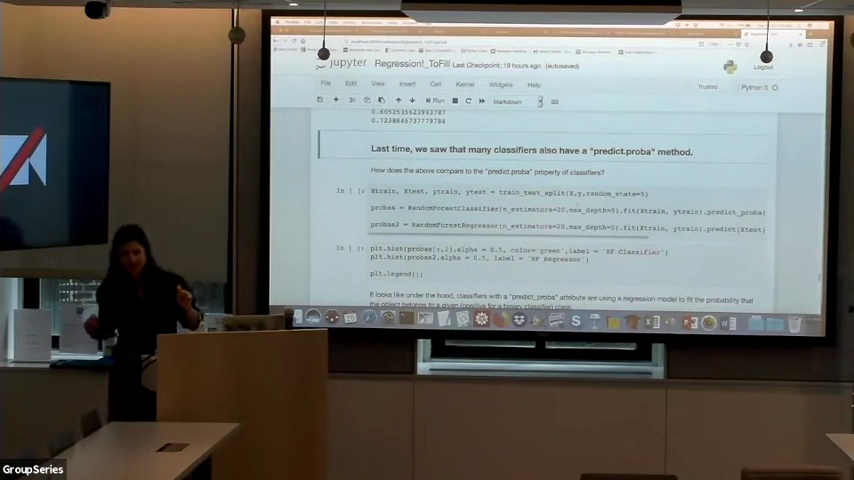 jupyter Regression!_ToFill Last Checkpoint: 19 hours ago (autosaved)
Logout
File Edit View Insert Cell Kernel Widgets Help
Trusted
Python 3
Run
Markdown
0.6052535623993787
0.7238845737779784
Last time, we saw that many classifiers also have a "predict.proba" method.
How does the above compare to the "predict.proba" property of classifiers?
In [ ]: Xtrain, Xtest, ytrain, ytest = train_test_split(X,y,random_state=5)
probas = RandomForestClassifier(n_estimators=20,max_depth=5).fit(Xtrain, ytrain).predict_proba(
probas2 = RandomForestRegressor(n_estimators=20,max_depth=5).fit(Xtrain, ytrain).predict(Xtest)
In [ ]: plt.hist(probas[:,1],alpha = 0.5, color='green',label = 'RF Classifier')
plt.hist(probas2,alpha = 0.5, label = 'RF Regressor')
plt.legend();
It looks like under the hood, classifiers with a "predict_proba" attribute are using a regression model to fit the probability that
GroupSeries